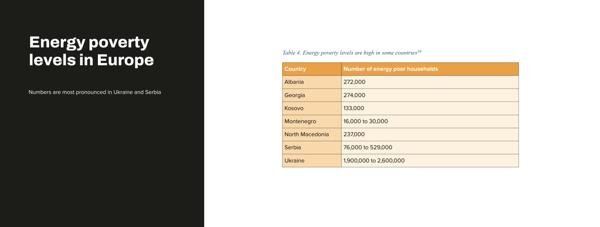 Energy poverty
levels in Europe
Numbers are most pronounced in Ukraine and Serbia
Table 4. Energy poverty levels are high in some countries
Country Number of energy poor households
Albania 272,000
Georgia 274,000
Kosovo 133,000
Montenegro 16,000 to 30,000
North Macedonia 237,000
Serbia 76,000 to 529,000
Ukraine 1,900,000 to 2,600,000